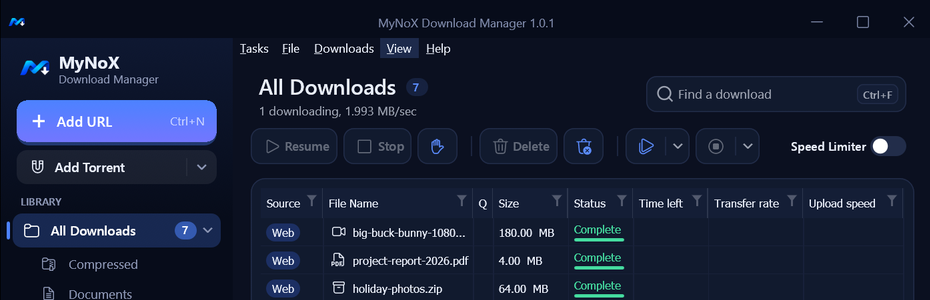 MyNoX Download Manager 1.0.1
Tasks File Downloads View Help
MyNoX
Download Manager
+ Add URL Ctrl+N
Add Torrent
LIBRARY
All Downloads 7
Compressed
Documents
All Downloads 7
1 downloading, 1.993 MB/sec
Find a download Ctrl+F
Resume Stop Delete Speed Limiter
Source File Name Q Size Status Time left Transfer rate Upload speed
Web big-buck-bunny-1080... 180.00 MB Complete
Web PDF project-report-2026.pdf 4.00 MB Complete
Web holiday-photos.zip 64.00 MB Complete